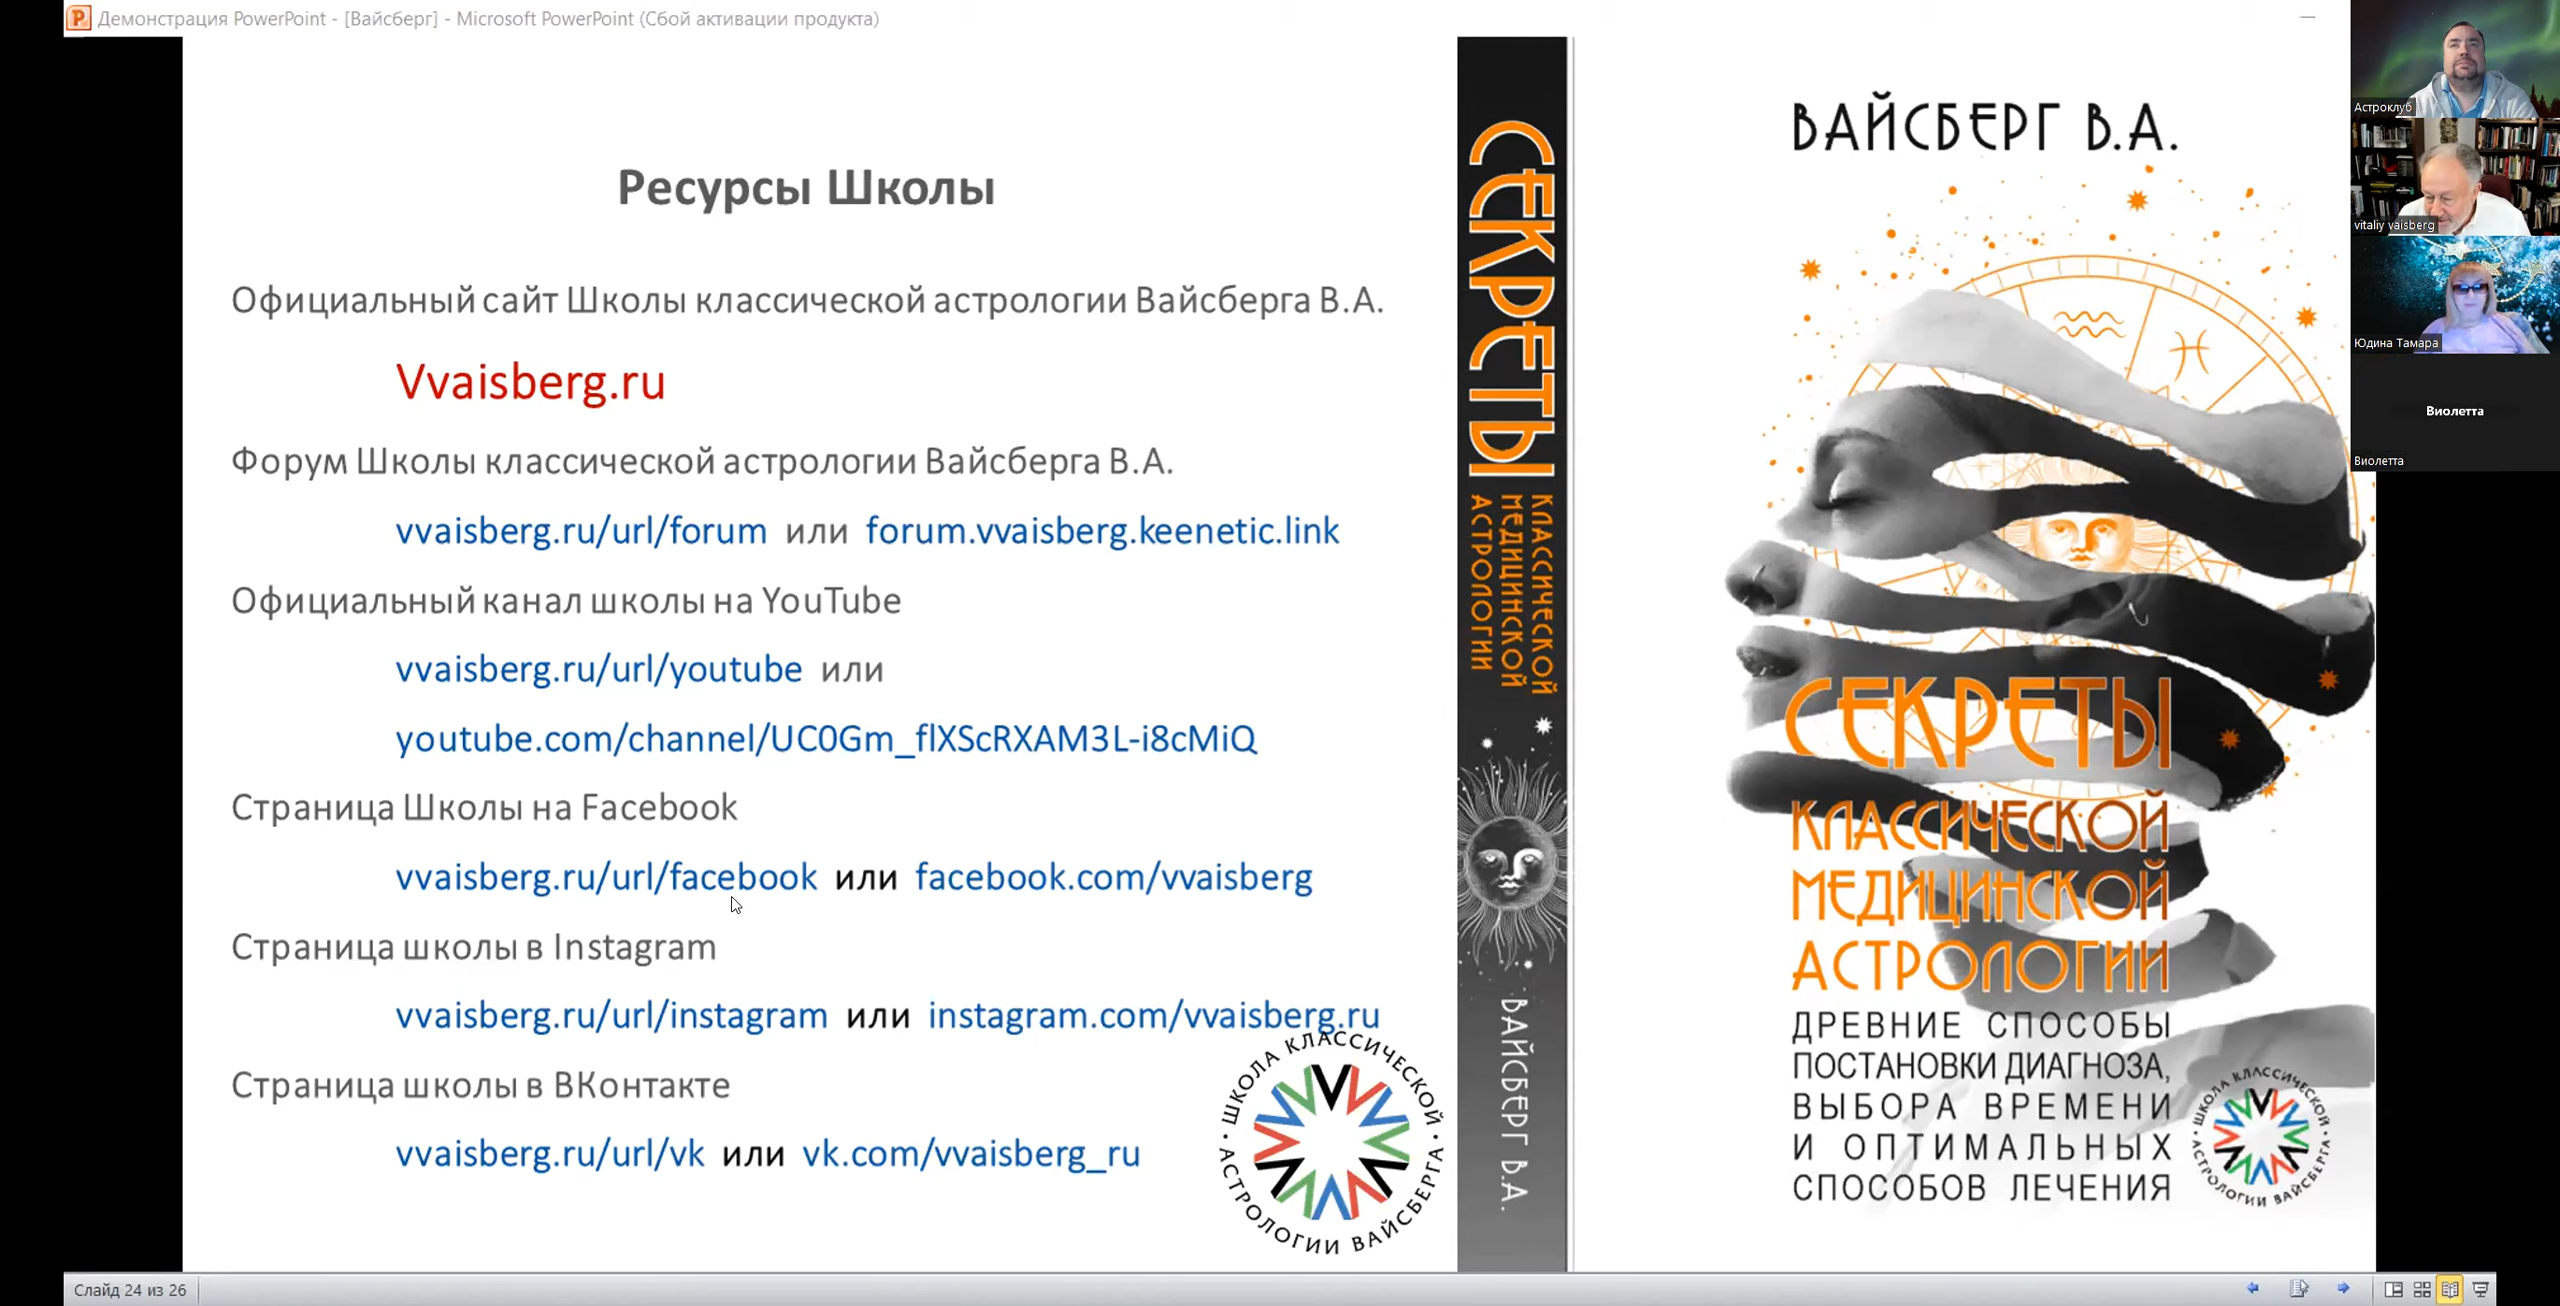 Демонстрация PowerPoint - [Вайсберг] - Microsoft PowerPoint (Сбой активации продукта)
Ресурсы Школы
Официальный сайт Школы классической астрологии Вайсберга В.А.
Vvaisberg.ru
Форум Школы классической астрологии Вайсберга В.А.
vvaisberg.ru/url/forum или forum.vvaisberg.keenetic.link
Официальный канал школы на YouTube
vvaisberg.ru/url/youtube или
youtube.com/channel/UC0Gm_flXScRXAM3L-i8cMiQ
Страница Школы на Facebook
vvaisberg.ru/url/facebook или facebook.com/vvaisberg
Страница школы в Instagram
vvaisberg.ru/url/instagram или instagram.com/vvaisberg.ru
Страница школы в ВКонтакте
vvaisberg.ru/url/vk или vk.com/vvaisberg_ru
• ШКОЛА КЛАССИЧЕСКОЙ • АСТРОЛОГИИ ВАЙСБЕРГА
СЕКРЕТЫ
КЛАССИЧЕСКОЙ
МЕДИЦИНСКОЙ
АСТРОЛОГИИ
ВАЙСБЕРГ В.А.
ВАЙСБЕРГ В.А.
СЕКРЕТЫ
КЛАССИЧЕСКОЙ
МЕДИЦИНСКОЙ
АСТРОЛОГИИ
ДРЕВНИЕ СПОСОБЫ
ПОСТАНОВКИ ДИАГНОЗА,
ВЫБОРА ВРЕМЕНИ
И ОПТИМАЛЬНЫХ
СПОСОБОВ ЛЕЧЕНИЯ
• ШКОЛА КЛАССИЧЕСКОЙ • АСТРОЛОГИИ ВАЙСБЕРГА
Астроклуб
vitaliy vaisberg
Юдина Тамара
Виолетта
Виолетта
Слайд 24 из 26